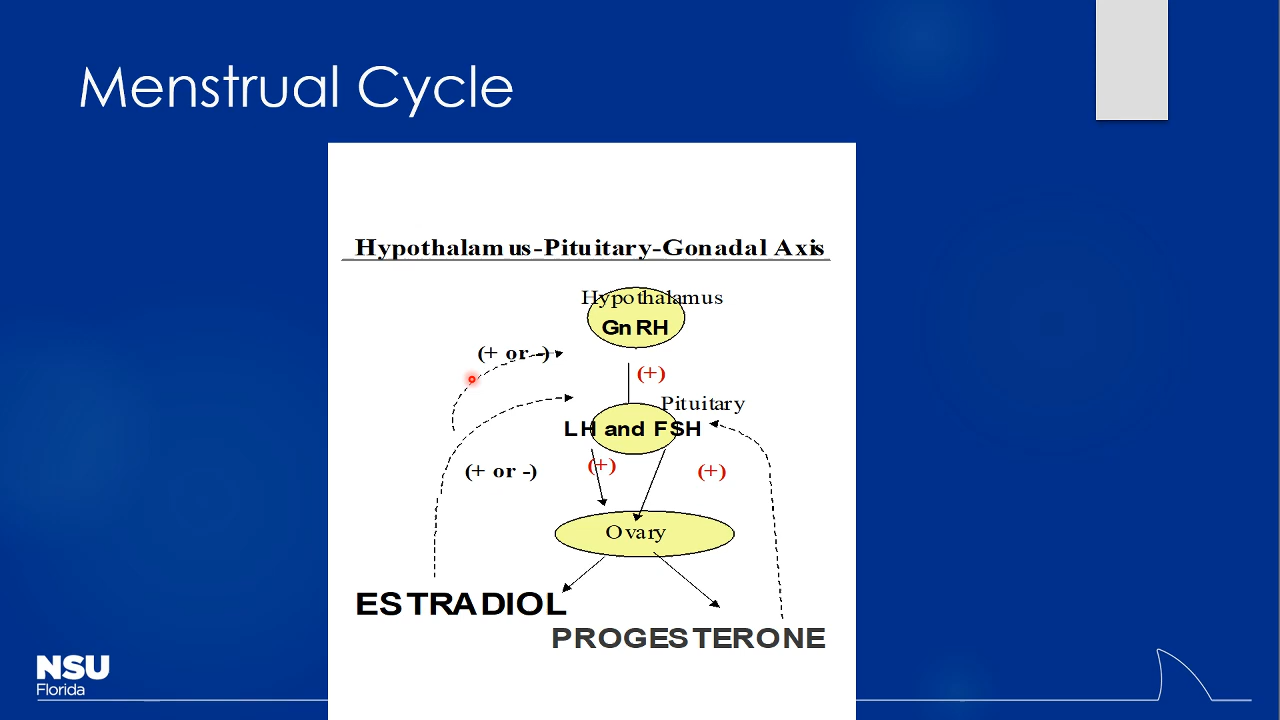 Menstrual Cycle
Hypothalamus-Pituitary-Gonadal Axis
Hypothalamus
GnRH
(+ or -)
(+)
Pituitary
LH and FSH
(+ or -)
(+)
(+)
Ovary
ESTRADIOL
PROGESTERONE
NSU
Florida